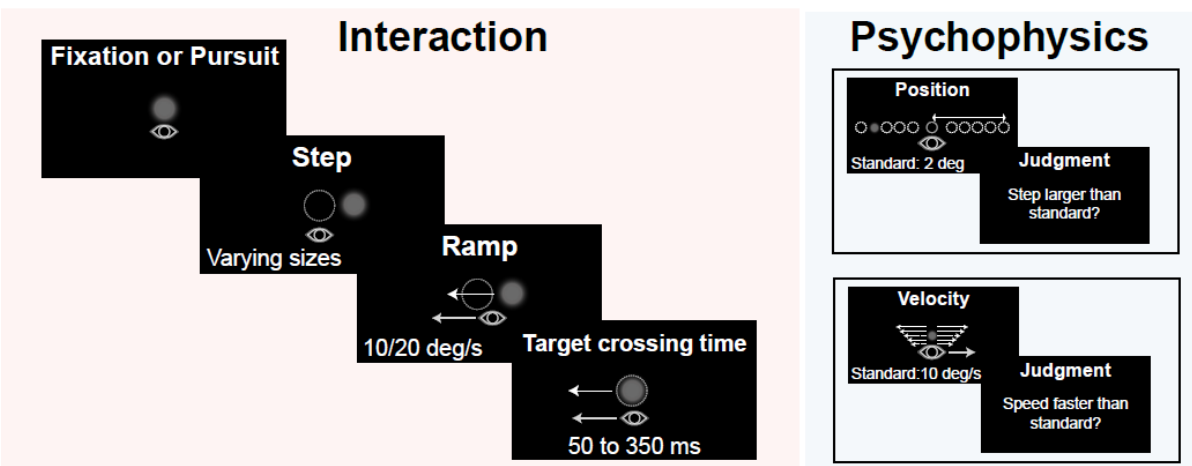 Interaction
Fixation or Pursuit
Step
Varying sizes
Ramp
10/20 deg/s
Target crossing time
50 to 350 ms
Psychophysics
Position
Standard: 2 deg
Judgment
Step larger than
standard?
Velocity
Standard:10 deg/s
Judgment
Speed faster than
standard?